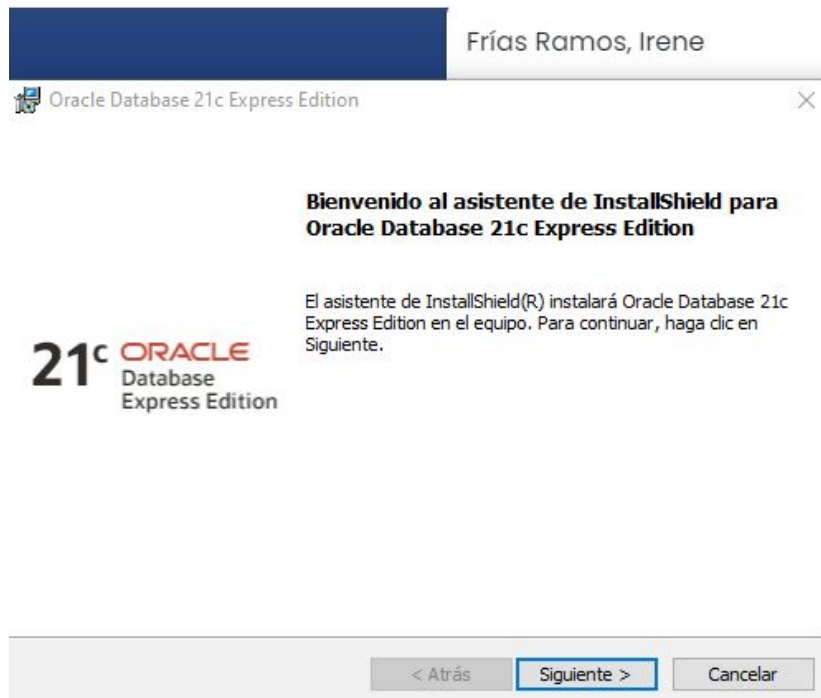 Frías Ramos, Irene
Oracle Database 21c Express Edition
Bienvenido al asistente de InstallShield para
Oracle Database 21c Express Edition
El asistente de InstallShield(R) instalará Oracle Database 21c
Express Edition en el equipo. Para continuar, haga clic en
Siguiente.
21c ORACLE
Database
Express Edition
< Atrás Siguiente > Cancelar